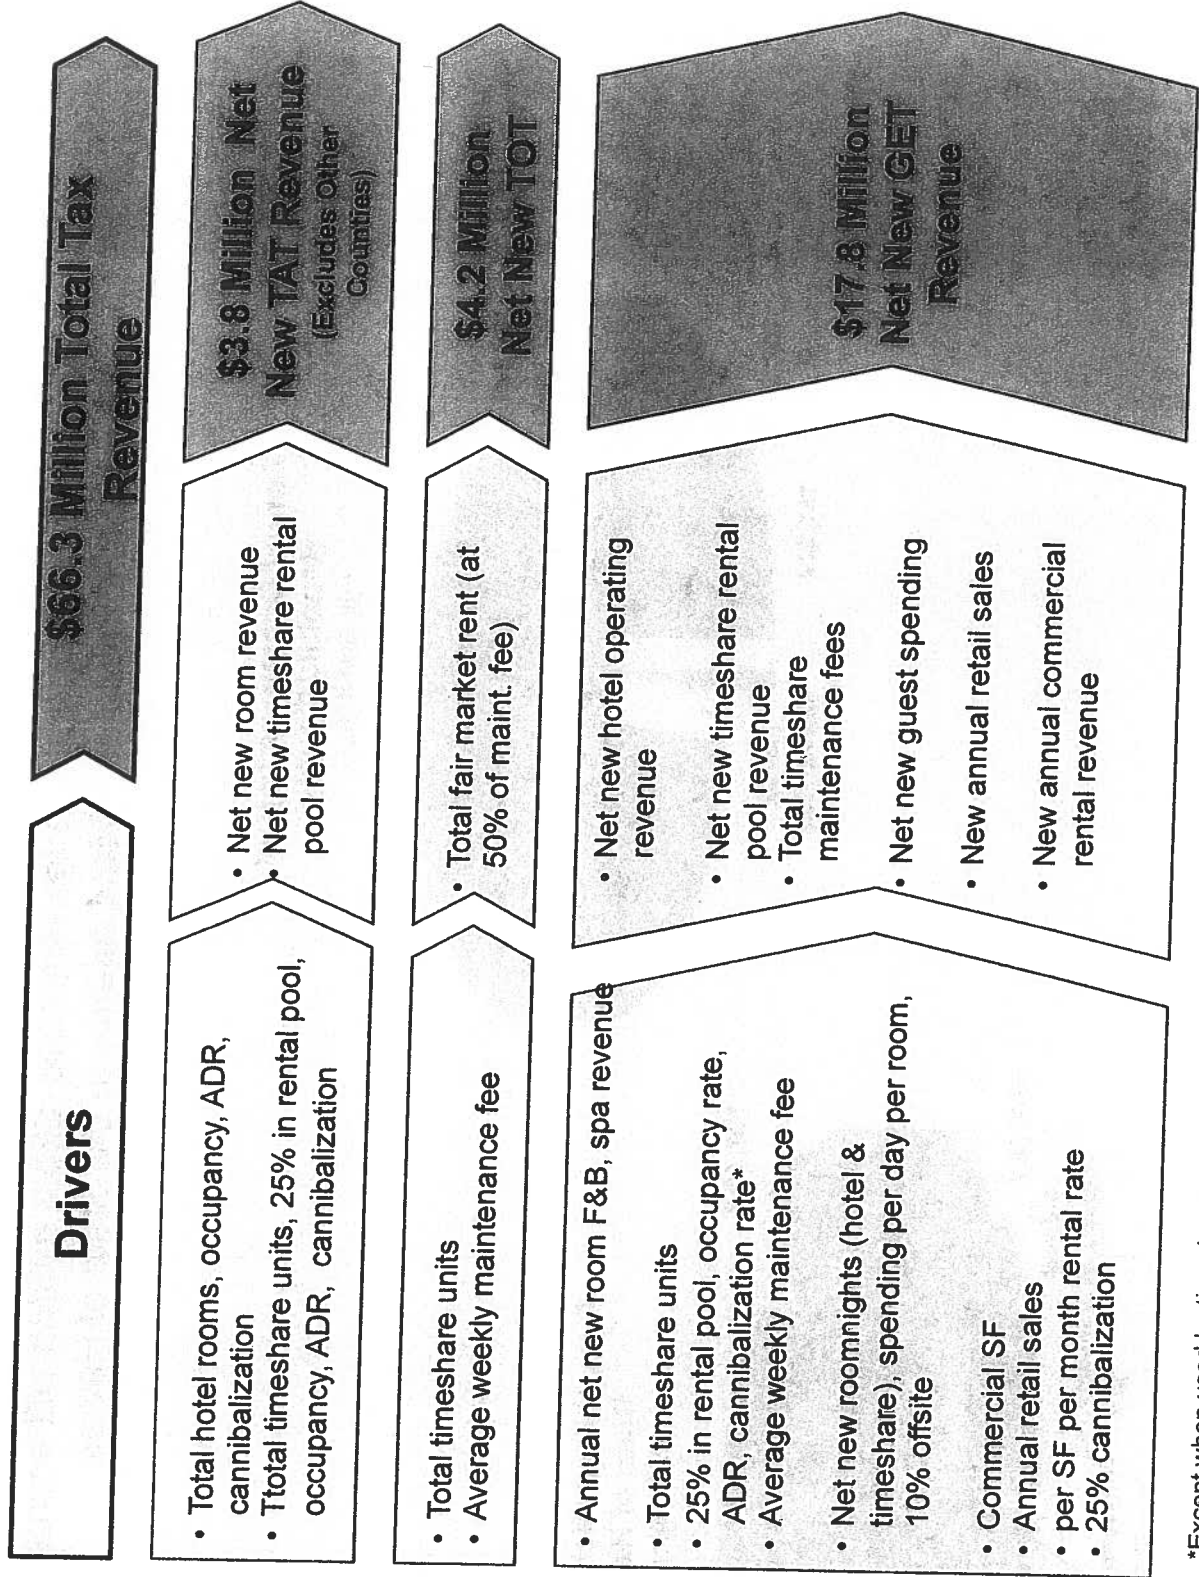 Drivers
$66.3 Million Total Tax
Revenue
• Total hotel rooms, occupancy, ADR,
cannibalization
• Ttotal timeshare units, 25% in rental pool,
occupancy, ADR, cannibalization
• Net new room revenue
• Net new timeshare rental
pool revenue
$3.8 Million Net
New TAT Revenue
(Excludes Other
Counties)
• Total timeshare units
• Average weekly maintenance fee
• Total fair market rent (at
50% of maint. fee)
$4.2 Million
Net New TOT
• Annual net new room F&B, spa revenue
• Total timeshare units
• 25% in rental pool, occupancy rate,
ADR, cannibalization rate*
• Average weekly maintenance fee
• Net new roomnights (hotel &
timeshare), spending per day per room,
10% offsite
• Commercial SF
• Annual retail sales
• per SF per month rental rate
• 25% cannibalization
• Net new hotel operating
revenue
• Net new timeshare rental
pool revenue
• Total timeshare
maintenance fees
• Net new guest spending
• New annual retail sales
• New annual commercial
rental revenue
$17.8 Million
Net New GET
Revenue
*Except when used